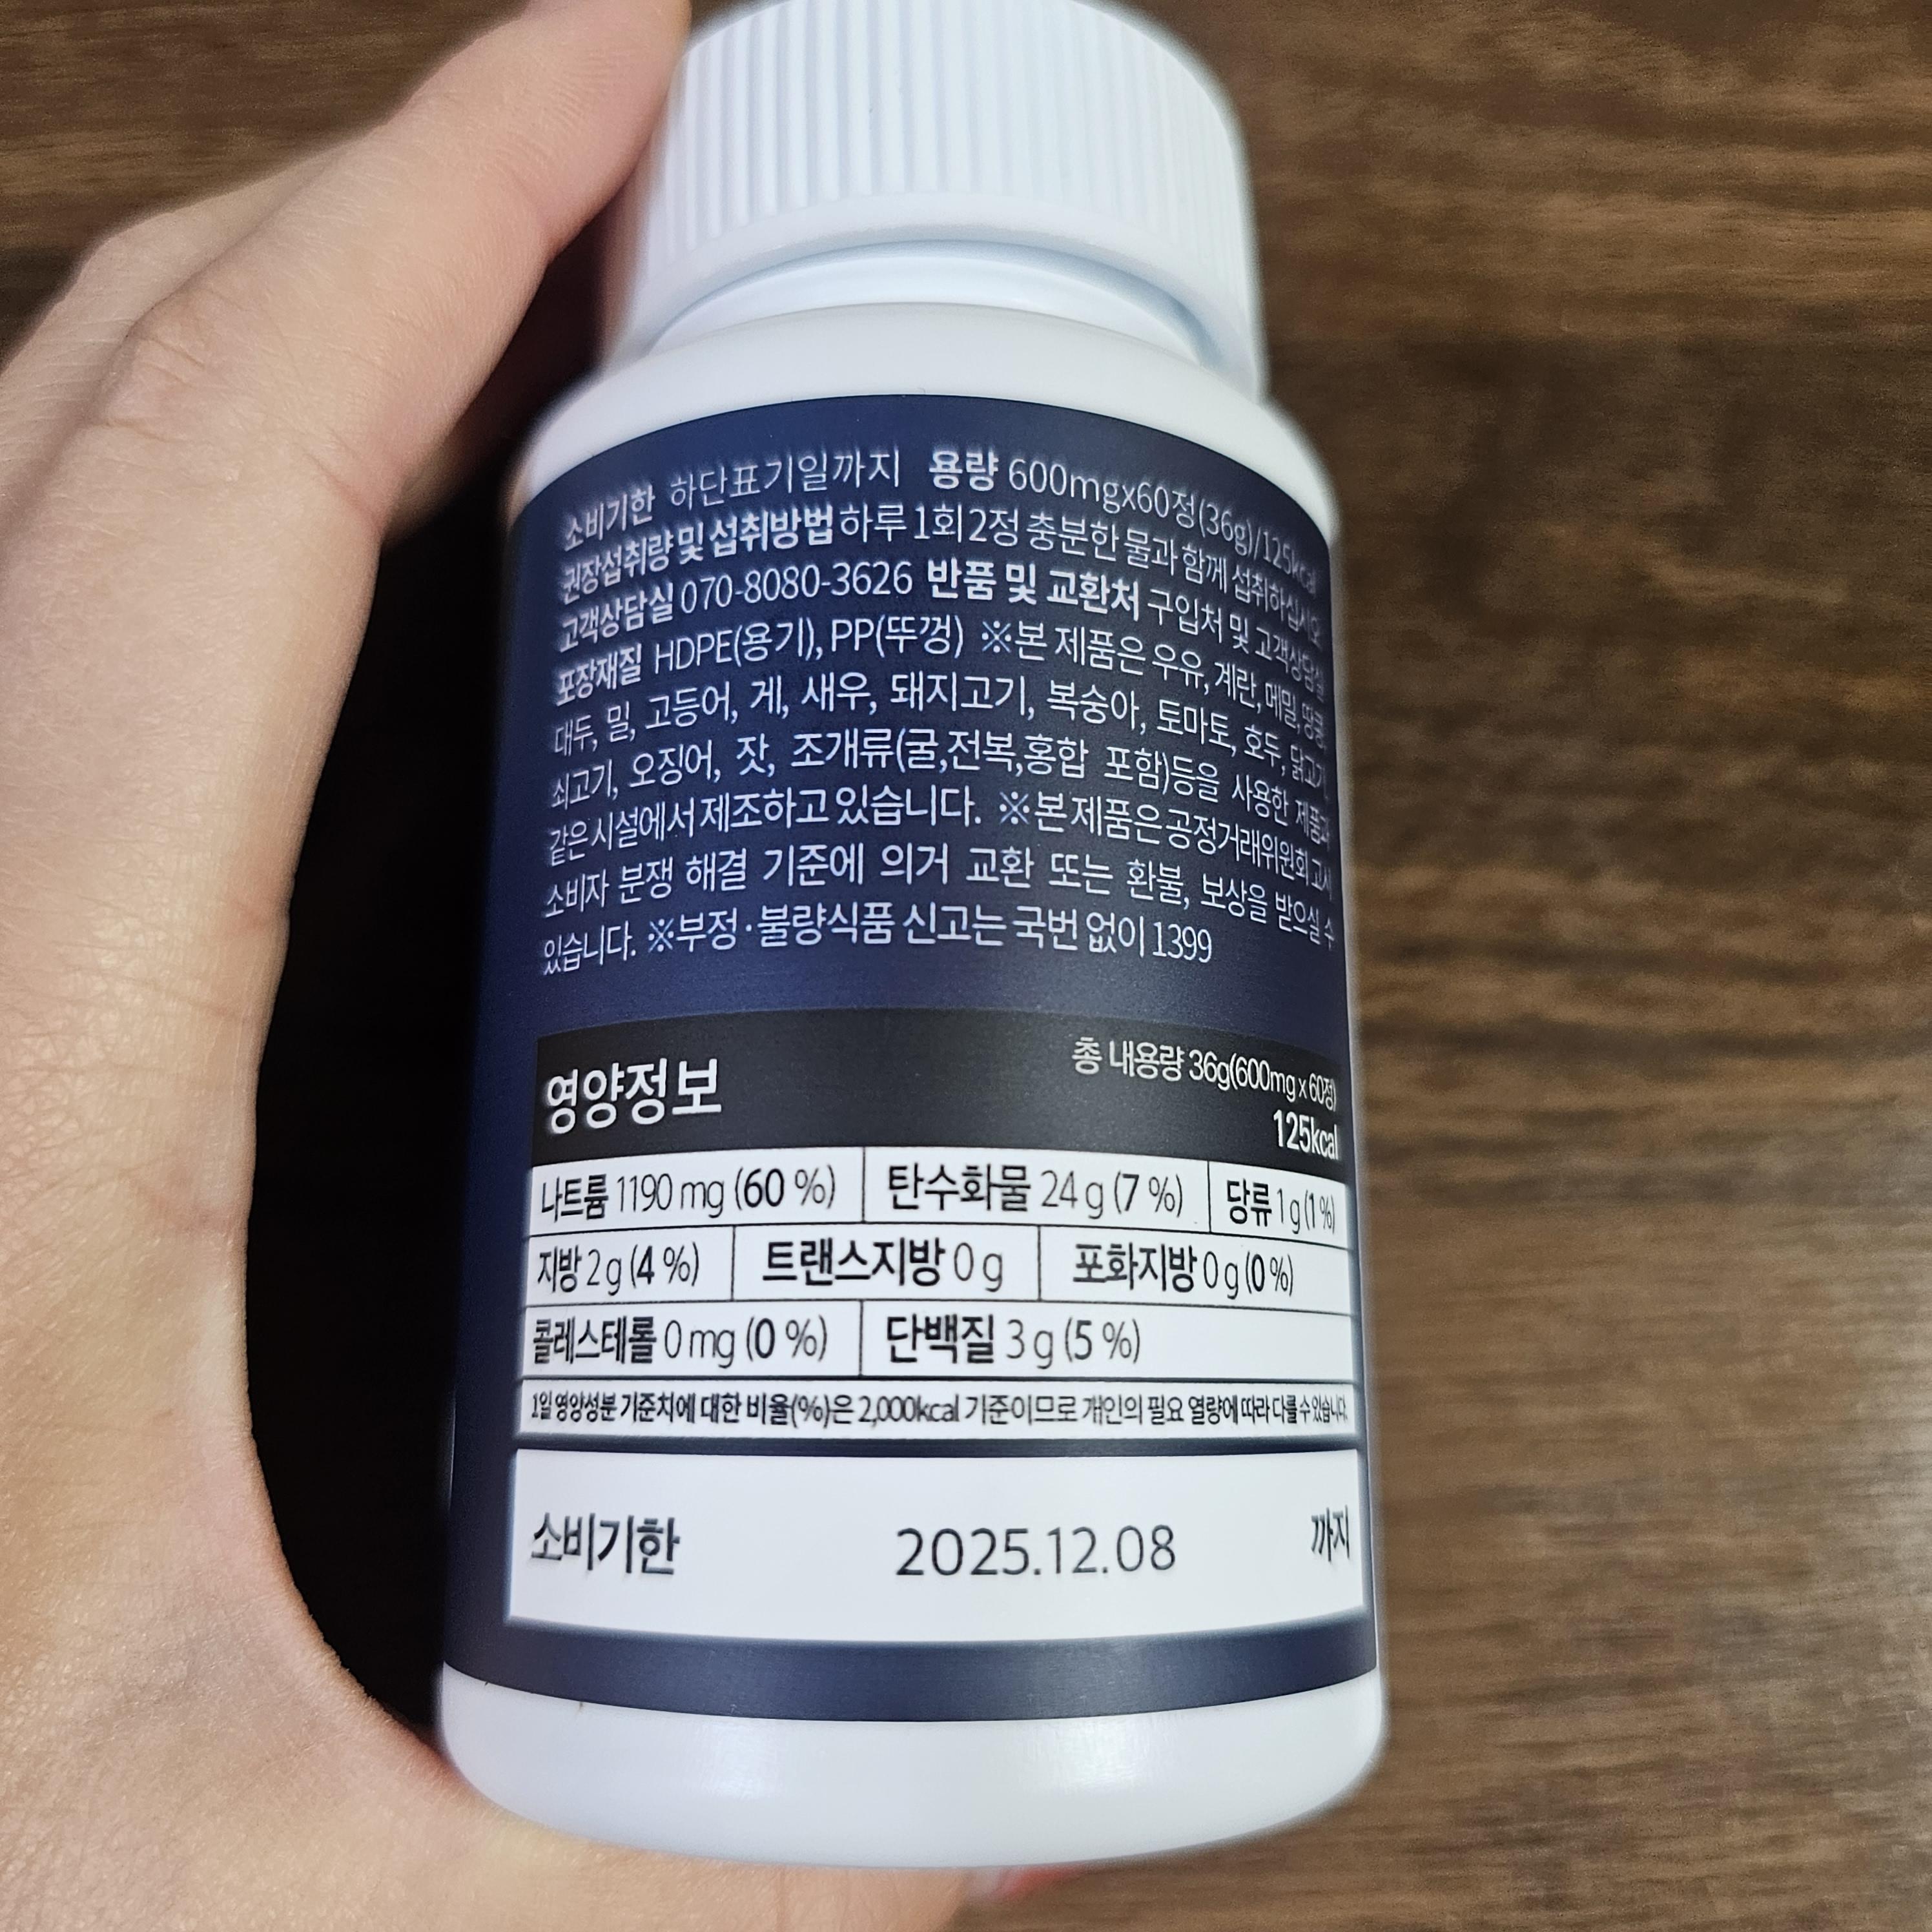 소비기한 하단표기일까지 용량 600mgx60정(36g)/125kcal
권장섭취량 및 섭취방법 하루 1회 2정 충분한 물과 함께 섭취하십시오
고객상담실 070-8080-3626 반품 및 교환처 구입처 및 고객상담실
포장재질 HDPE(용기), PP(뚜껑) ※본 제품은 우유, 계란, 메밀, 땅콩,
대두, 밀, 고등어, 게, 새우, 돼지고기, 복숭아, 토마토, 호두, 닭고기,
쇠고기, 오징어, 잣, 조개류(굴,전복,홍합 포함)등을 사용한 제품과
같은 시설에서 제조하고 있습니다. ※본 제품은 공정거래위원회 고시
소비자 분쟁 해결 기준에 의거 교환 또는 환불, 보상을 받으실 수
있습니다. ※부정·불량식품 신고는 국번 없이 1399
영양정보
총 내용량 36g(600mg x 60정)
125kcal
나트륨 1190 mg (60 %) 탄수화물 24 g (7 %) 당류 1 g (1 %)
지방 2 g (4 %) 트랜스지방 0 g 포화지방 0 g (0 %)
콜레스테롤 0 mg (0 %) 단백질 3 g (5 %)
1일 영양성분 기준치에 대한 비율(%)은 2,000kcal 기준이므로 개인의 필요 열량에 따라 다를 수 있습니다.
소비기한 2025.12.08 까지